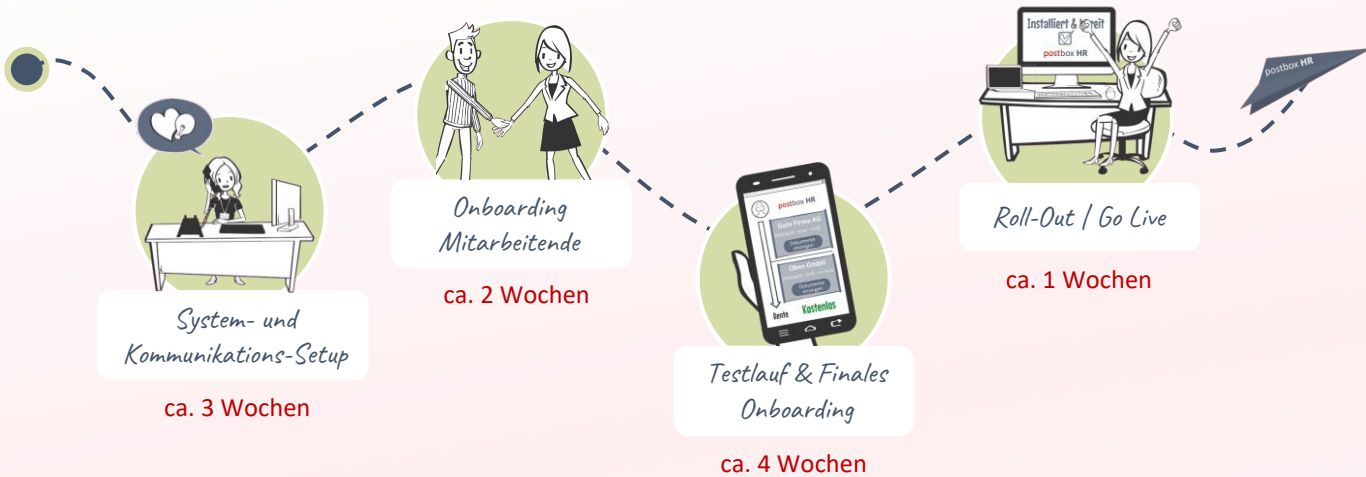 System- und
Kommunikations-Setup
ca. 3 Wochen
Onboarding
Mitarbeitende
ca. 2 Wochen
postbox HR
Gute Firma AG
Dokumente
anzeigen
Oben GmbH
Dokumente
anzeigen
Rente
Kostenlos
Testlauf & Finales
Onboarding
ca. 4 Wochen
Installiert & bereit
postbox HR
Roll-Out | Go Live
ca. 1 Wochen
postbox HR